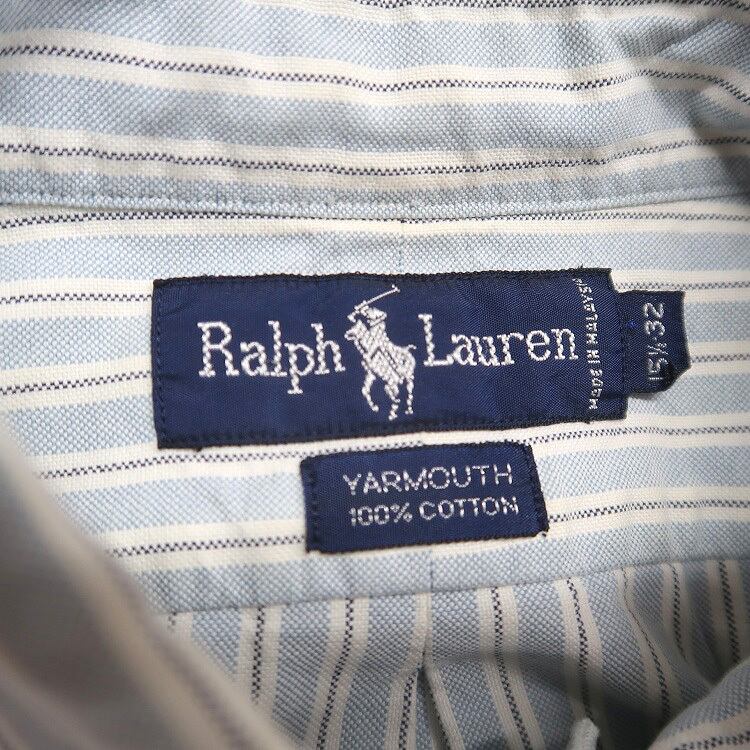 Ralph Lauren
MADE IN MALAYSIA
15½-32
YARMOUTH
100% COTTON